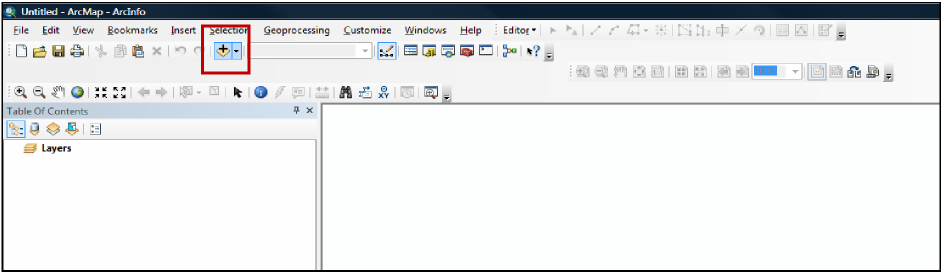 Untitled - ArcMap - ArcInfo
File Edit View Bookmarks Insert Selection Geoprocessing Customize Windows Help Editor
Table Of Contents
Layers